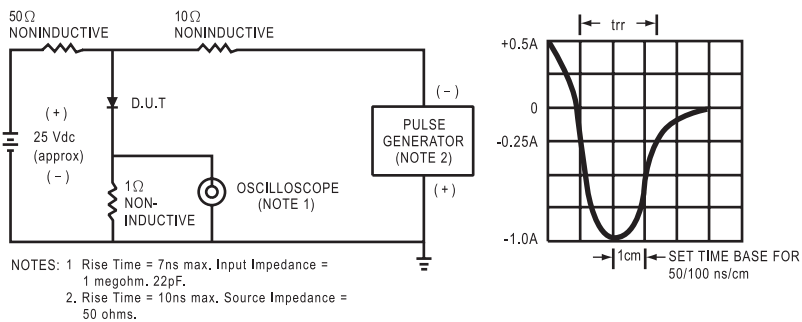 50Ω
NONINDUCTIVE
10Ω
NONINDUCTIVE
trr
+0.5A
0
-0.25A
-1.0A
(+)
25 Vdc
(approx)
(-)
D.U.T
(-)
PULSE
GENERATOR
(NOTE 2)
(+)
1Ω
NON-
INDUCTIVE
OSCILLOSCOPE
(NOTE 1)
1cm
SET TIME BASE FOR
50/100 ns/cm
NOTES: 1 Rise Time = 7ns max. Input Impedance =
1 megohm. 22pF.
2. Rise Time = 10ns max. Source Impedance =
50 ohms.